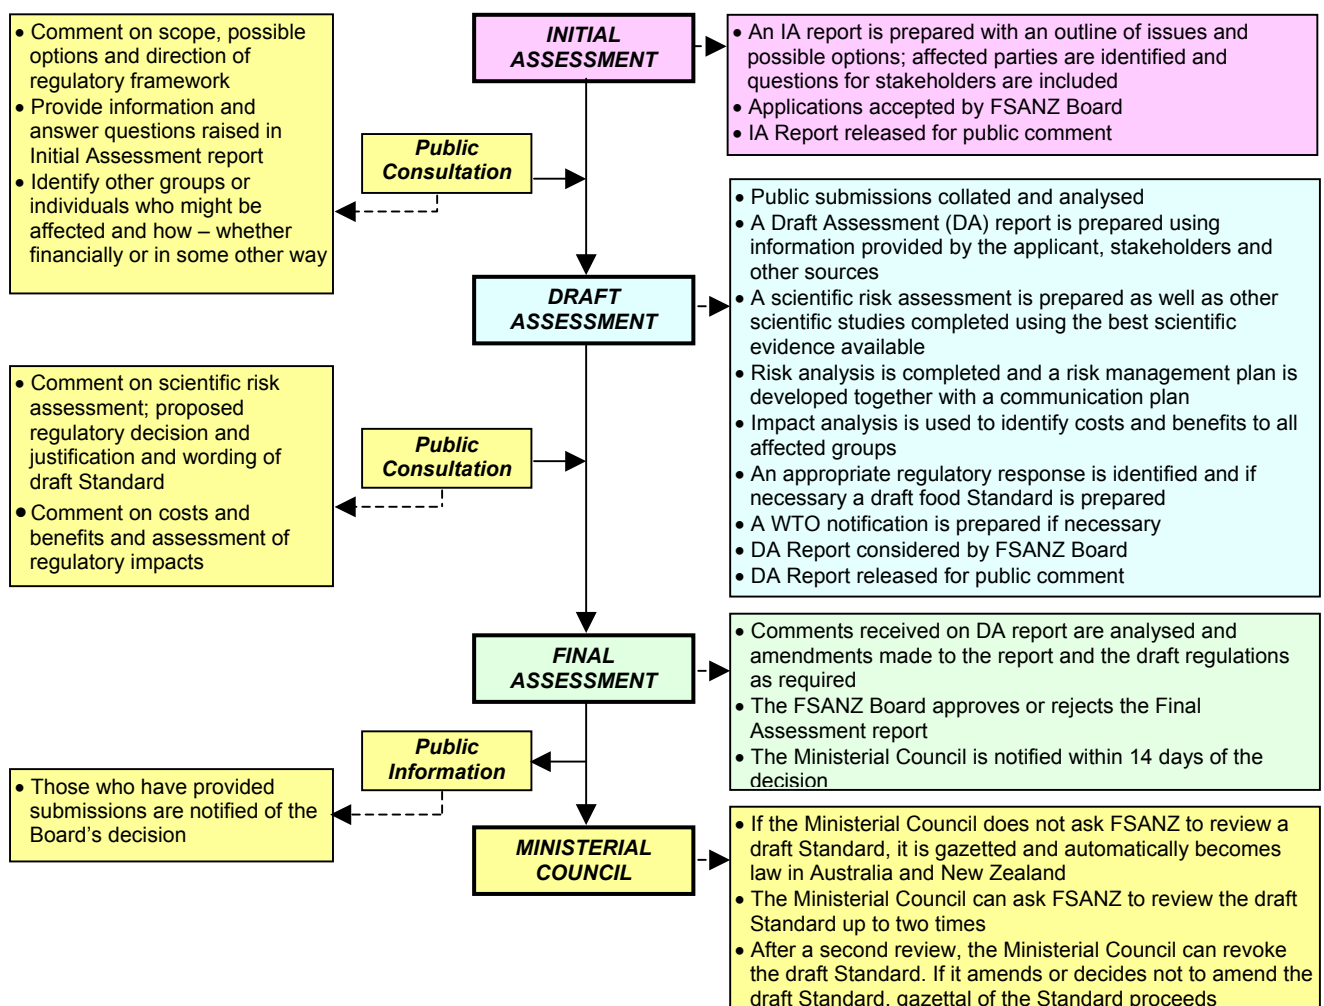 INITIAL
ASSESSMENT
• An IA report is prepared with an outline of issues and
possible options; affected parties are identified and
questions for stakeholders are included
• Applications accepted by FSANZ Board
• IA Report released for public comment
• Comment on scope, possible
options and direction of
regulatory framework
• Provide information and
answer questions raised in
Initial Assessment report
• Identify other groups or
individuals who might be
affected and how – whether
financially or in some other way
Public
Consultation
DRAFT
ASSESSMENT
• Public submissions collated and analysed
• A Draft Assessment (DA) report is prepared using
information provided by the applicant, stakeholders and
other sources
• A scientific risk assessment is prepared as well as other
scientific studies completed using the best scientific
evidence available
• Risk analysis is completed and a risk management plan is
developed together with a communication plan
• Impact analysis is used to identify costs and benefits to all
affected groups
• An appropriate regulatory response is identified and if
necessary a draft food Standard is prepared
• A WTO notification is prepared if necessary
• DA Report considered by FSANZ Board
• DA Report released for public comment
• Comment on scientific risk
assessment; proposed
regulatory decision and
justification and wording of
draft Standard
• Comment on costs and
benefits and assessment of
regulatory impacts
Public
Consultation
FINAL
ASSESSMENT
• Comments received on DA report are analysed and
amendments made to the report and the draft regulations
as required
• The FSANZ Board approves or rejects the Final
Assessment report
• The Ministerial Council is notified within 14 days of the
decision
Public
Information
• Those who have provided
submissions are notified of the
Board's decision
MINISTERIAL
COUNCIL
• If the Ministerial Council does not ask FSANZ to review a
draft Standard, it is gazetted and automatically becomes
law in Australia and New Zealand
• The Ministerial Council can ask FSANZ to review the draft
Standard up to two times
• After a second review, the Ministerial Council can revoke
the draft Standard. If it amends or decides not to amend the
draft Standard, gazettal of the Standard proceeds